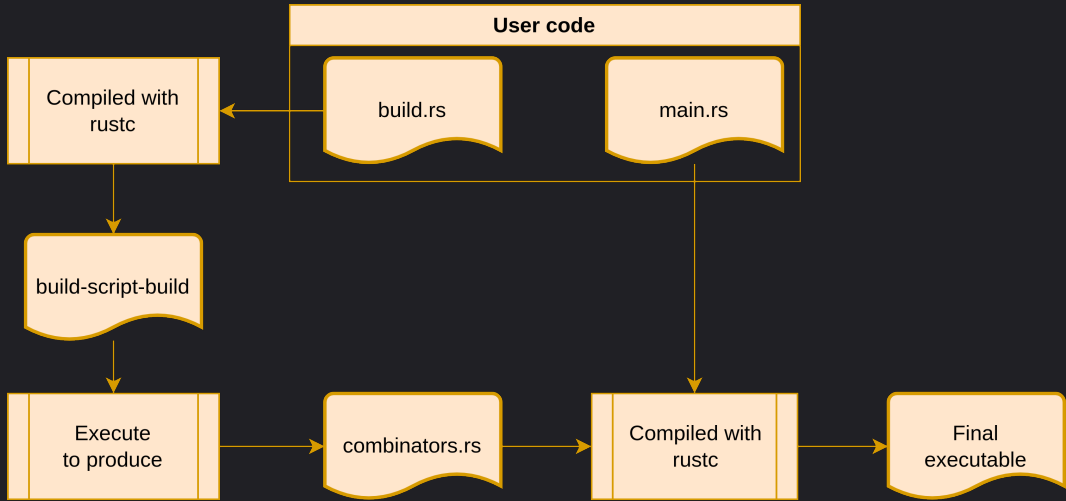 User code
Compiled with
rustc
build.rs
main.rs
build-script-build
Execute
to produce
combinators.rs
Compiled with
rustc
Final
executable